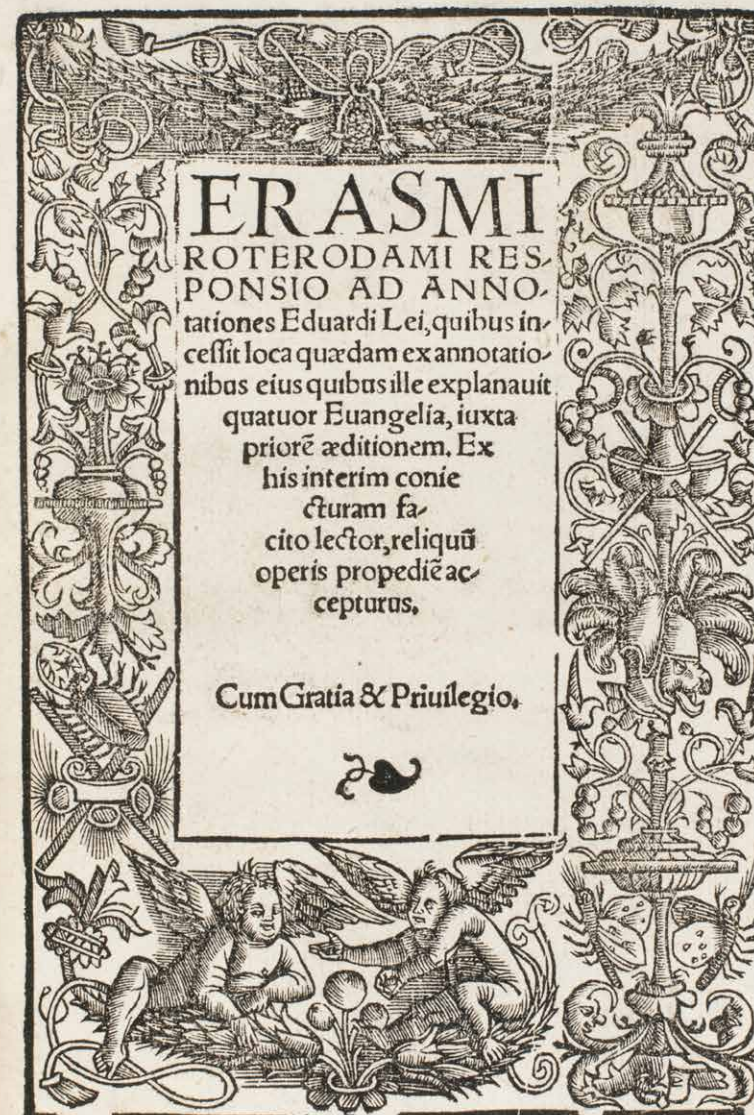 ERASMI
ROTERODAMI RES-
PONSIO AD ANNO-
tationes Eduardi Lei, quibus in-
cessit loca quædam ex annotatio-
nibus eius quibus ille explanauit
quatuor Euangelia, iuxta
priorẽ æditionem. Ex
his interim conie
cturam fa-
cito lector, reliquũ
operis propediẽ ac-
cepturus.
Cum Gratia & Priuilegio.